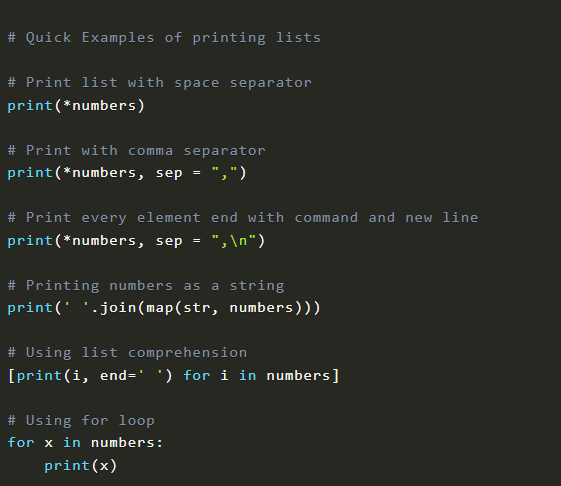 # Quick Examples of printing lists
# Print list with space separator
print(*numbers)
# Print with comma separator
print(*numbers, sep = ",")
# Print every element end with command and new line
print(*numbers, sep = ",\n")
# Printing numbers as a string
print(' '.join(map(str, numbers)))
# Using list comprehension
[print(i, end=' ') for i in numbers]
# Using for loop
for x in numbers:
    print(x)